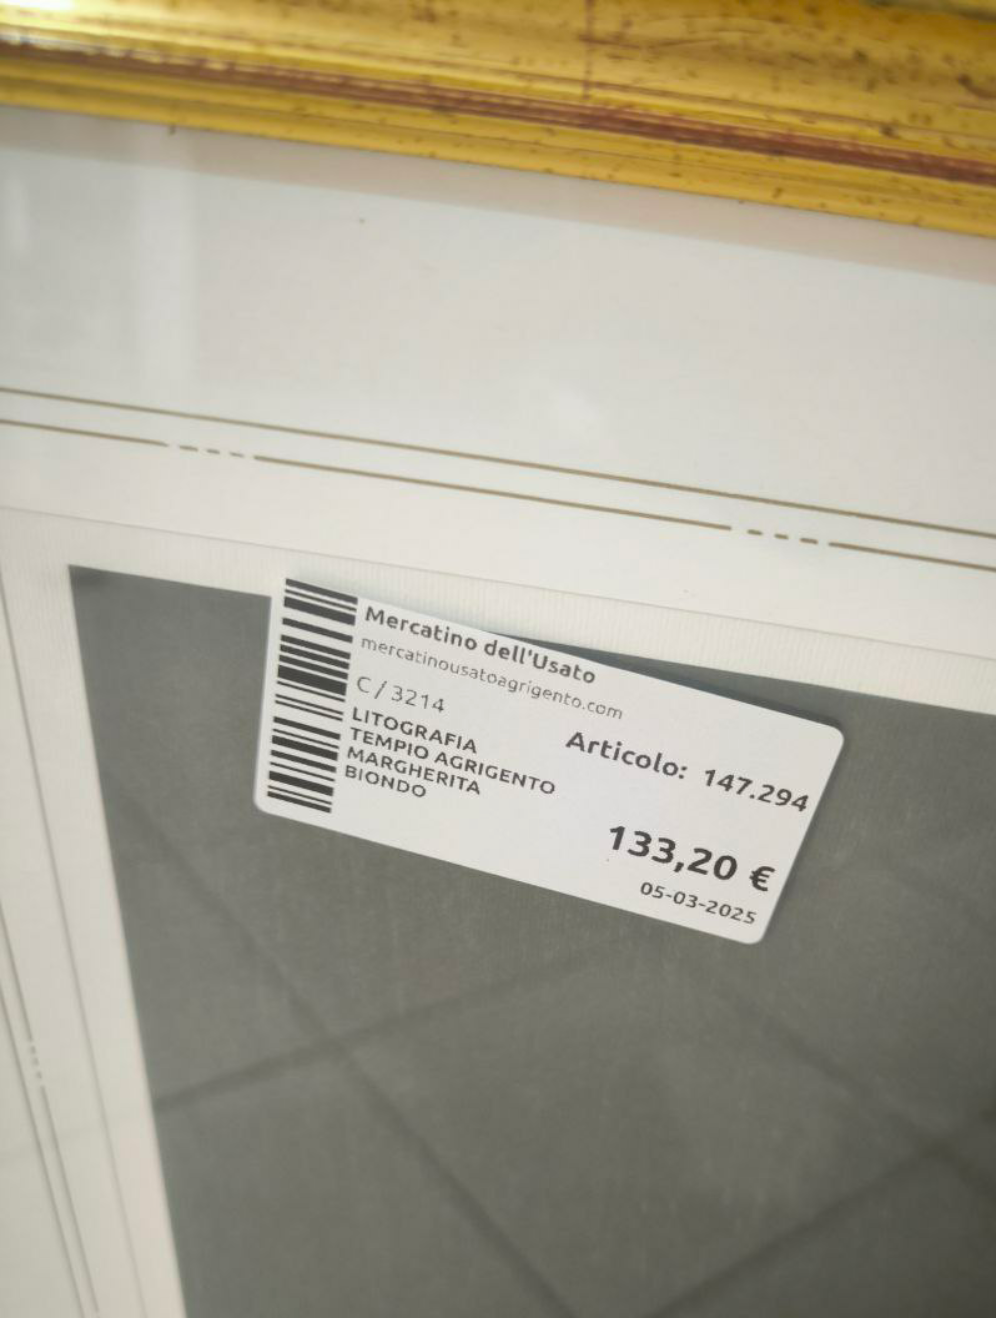 Mercatino dell'Usato
mercatinousatoagrigento.com
C / 3214
LITOGRAFIA
TEMPIO AGRIGENTO
MARGHERITA
BIONDO
Articolo: 147.294
133,20 €
05-03-2025